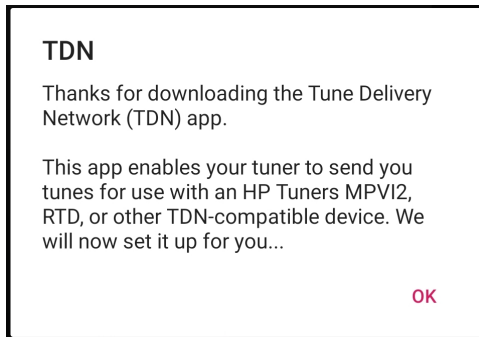 TDN
Thanks for downloading the Tune Delivery
Network (TDN) app.
This app enables your tuner to send you
tunes for use with an HP Tuners MPVI2,
RTD, or other TDN-compatible device. We
will now set it up for you...
OK